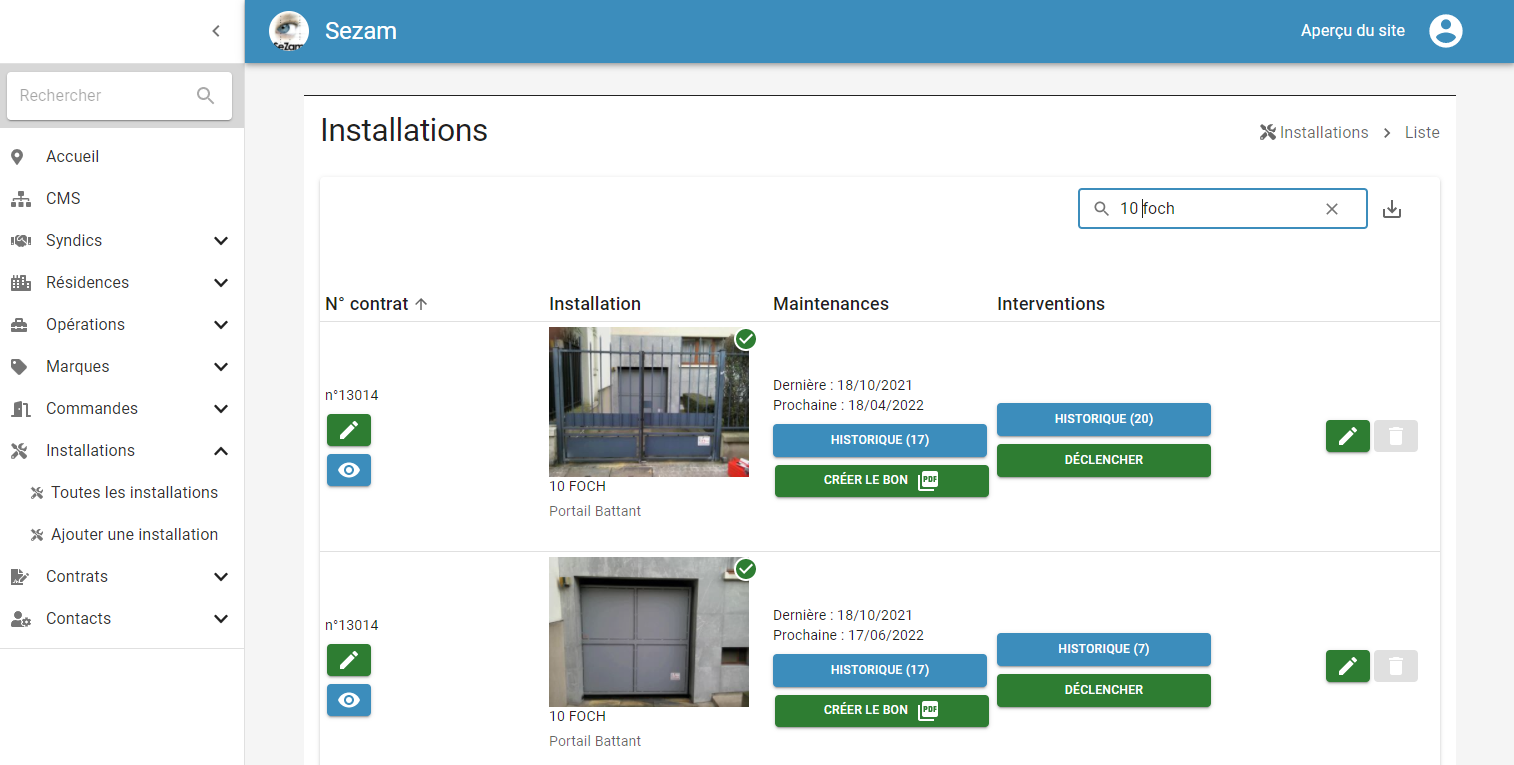 SeZam
Sezam
Aperçu du site
Rechercher
Accueil
CMS
Syndics
Résidences
Opérations
Marques
Commandes
Installations
Toutes les installations
Ajouter une installation
Contrats
Contacts
Installations
Installations
Liste
10 foch
N° contrat
Installation
Maintenances
Interventions
n°13014
10 FOCH
Portail Battant
Dernière : 18/10/2021
Prochaine : 18/04/2022
HISTORIQUE (17)
CRÉER LE BON PDF
HISTORIQUE (20)
DÉCLENCHER
n°13014
10 FOCH
Portail Battant
Dernière : 18/10/2021
Prochaine : 17/06/2022
HISTORIQUE (17)
CRÉER LE BON PDF
HISTORIQUE (7)
DÉCLENCHER